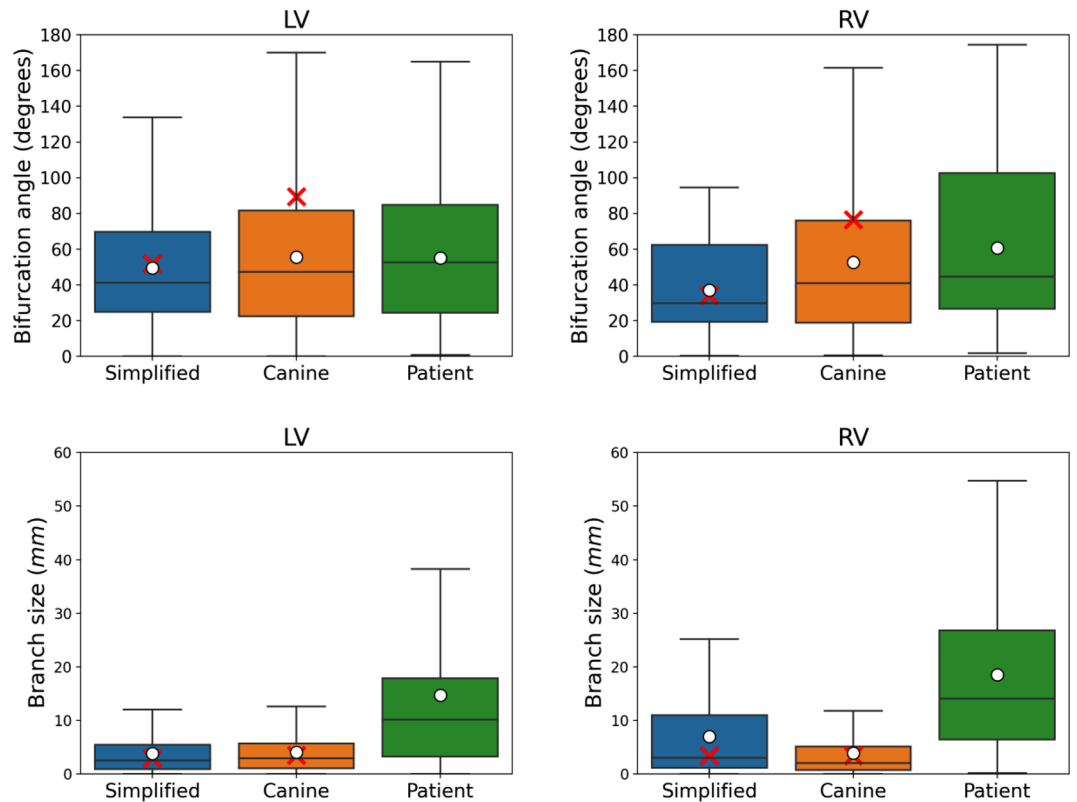 LV
Bifurcation angle (degrees)
180
160
140
120
100
80
60
40
20
0
Simplified Canine Patient
RV
Bifurcation angle (degrees)
180
160
140
120
100
80
60
40
20
0
Simplified Canine Patient
LV
Branch size (mm)
60
50
40
30
20
10
0
Simplified Canine Patient
RV
Branch size (mm)
60
50
40
30
20
10
0
Simplified Canine Patient